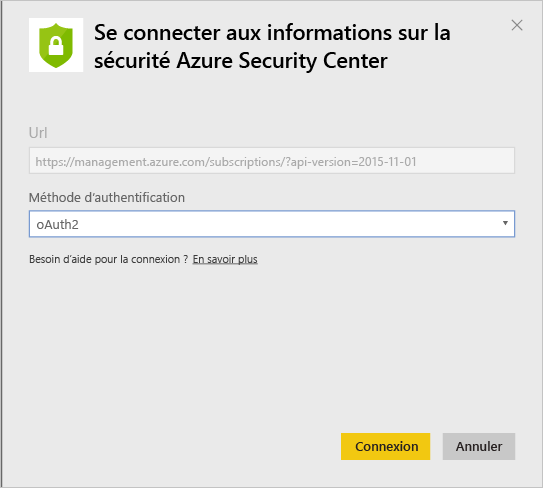 Se connecter aux informations sur la
sécurité Azure Security Center
Url
https://management.azure.com/subscriptions/?api-version=2015-11-01
Méthode d'authentification
oAuth2
Besoin d'aide pour la connexion ? En savoir plus
Connexion Annuler